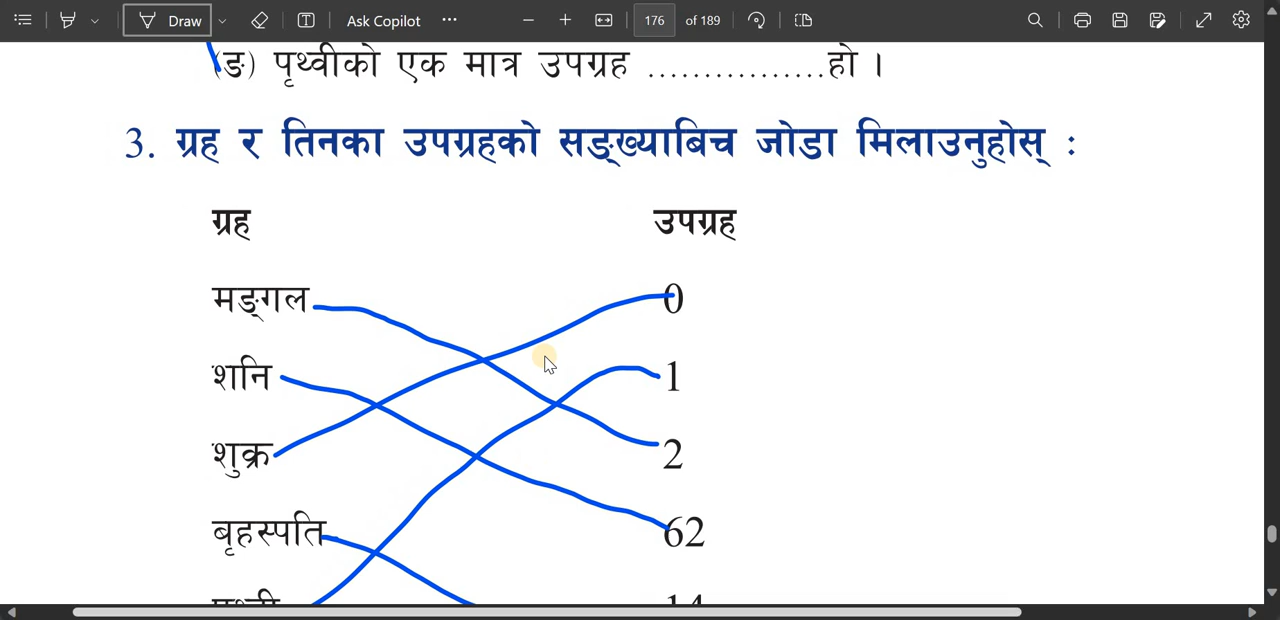 Draw Ask Copilot 176 of 189
(ङ) पृथ्वीको एक मात्र उपग्रह ................हो ।
3. ग्रह र तिनका उपग्रहको सङ्ख्याबिच जोडा मिलाउनुहोस् :
ग्रह उपग्रह
मङ्गल 0
शनि 1
शुक्र 2
बृहस्पति 62